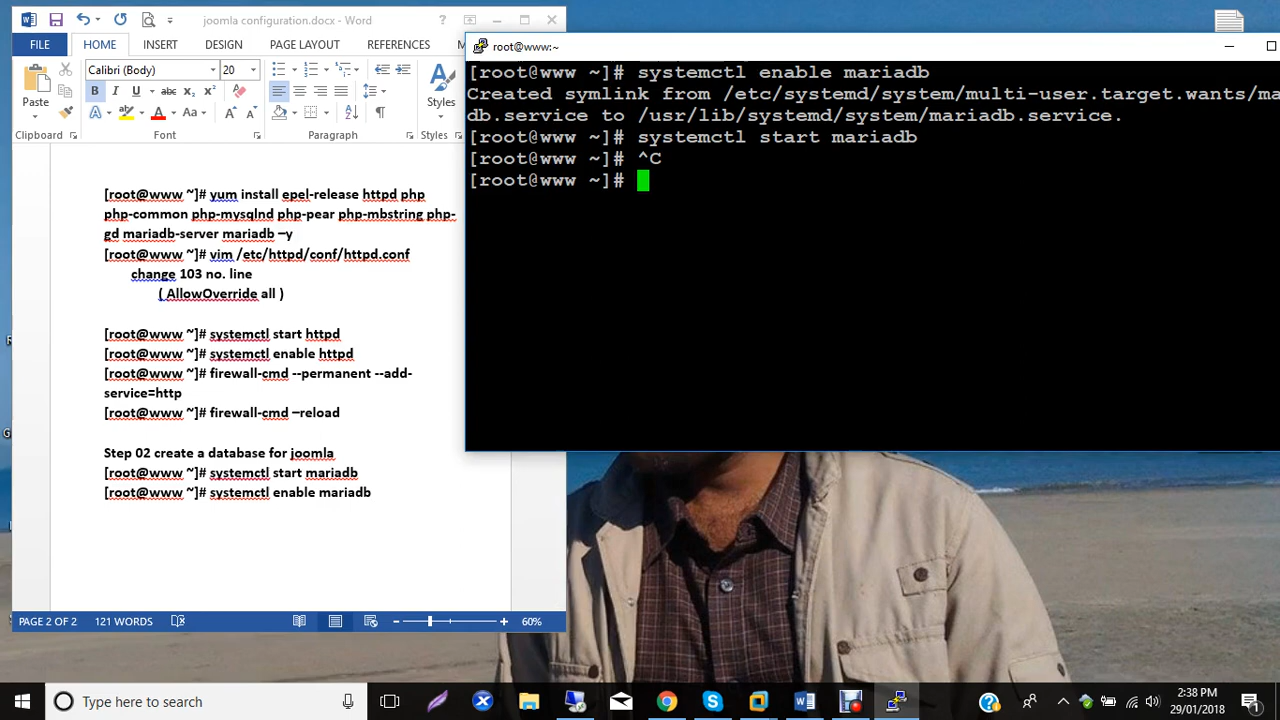 joomla configuration.docx - Word
FILE
HOME
INSERT
DESIGN
PAGE LAYOUT
REFERENCES
M
Paste
Calibri (Body)
20
Styles
Clipboard
Font
Paragraph
Styles
[root@www ~]# yum install epel-release httpd php
php-common php-mysqlnd php-pear php-mbstring php-
gd mariadb-server mariadb –y
[root@www ~]# vim /etc/httpd/conf/httpd.conf
change 103 no. line
( AllowOverride all )
[root@www ~]# systemctl start httpd
[root@www ~]# systemctl enable httpd
[root@www ~]# firewall-cmd --permanent --add-
service=http
[root@www ~]# firewall-cmd –reload
Step 02 create a database for joomla
[root@www ~]# systemctl start mariadb
[root@www ~]# systemctl enable mariadb
PAGE 2 OF 2
121 WORDS
60%
root@www:~
[root@www ~]# systemctl enable mariadb
Created symlink from /etc/systemd/system/multi-user.target.wants/ma
db.service to /usr/lib/systemd/system/mariadb.service.
[root@www ~]# systemctl start mariadb
[root@www ~]# ^C
[root@www ~]#
Type here to search
2:38 PM
29/01/2018